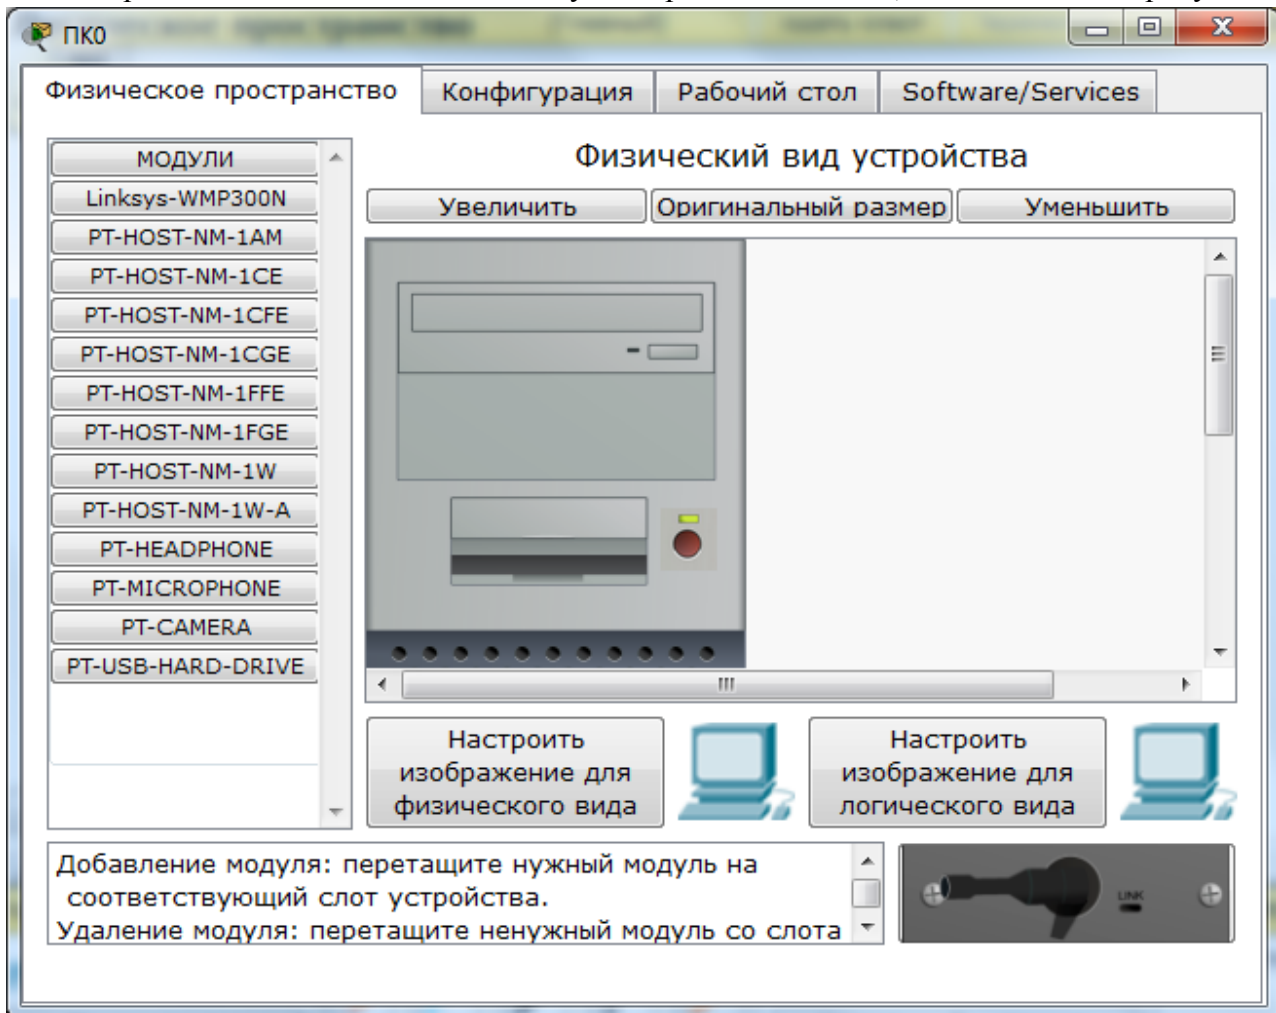 ПК0
Физическое пространство
Конфигурация
Рабочий стол
Software/Services
МОДУЛИ
Linksys-WMP300N
PT-HOST-NM-1AM
PT-HOST-NM-1CE
PT-HOST-NM-1CFE
PT-HOST-NM-1CGE
PT-HOST-NM-1FFE
PT-HOST-NM-1FGE
PT-HOST-NM-1W
PT-HOST-NM-1W-A
PT-HEADPHONE
PT-MICROPHONE
PT-CAMERA
PT-USB-HARD-DRIVE
Физический вид устройства
Увеличить
Оригинальный размер
Уменьшить
Настроить
изображение для
физического вида
Настроить
изображение для
логического вида
Добавление модуля: перетащите нужный модуль на
соответствующий слот устройства.
Удаление модуля: перетащите ненужный модуль со слота
LINK